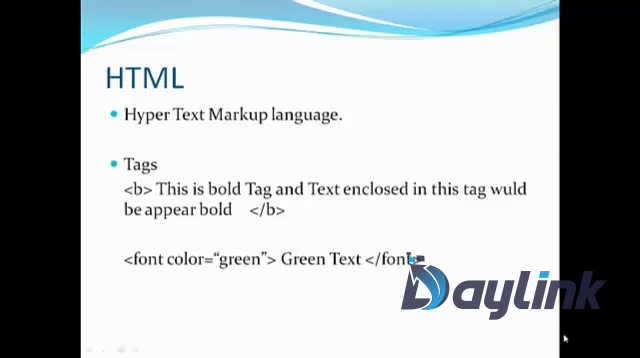 HTML
Hyper Text Markup language.
Tags
<b> This is bold Tag and Text enclosed in this tag wuld
be appear bold </b>
<font color=“green”> Green Text </font>
Daylink